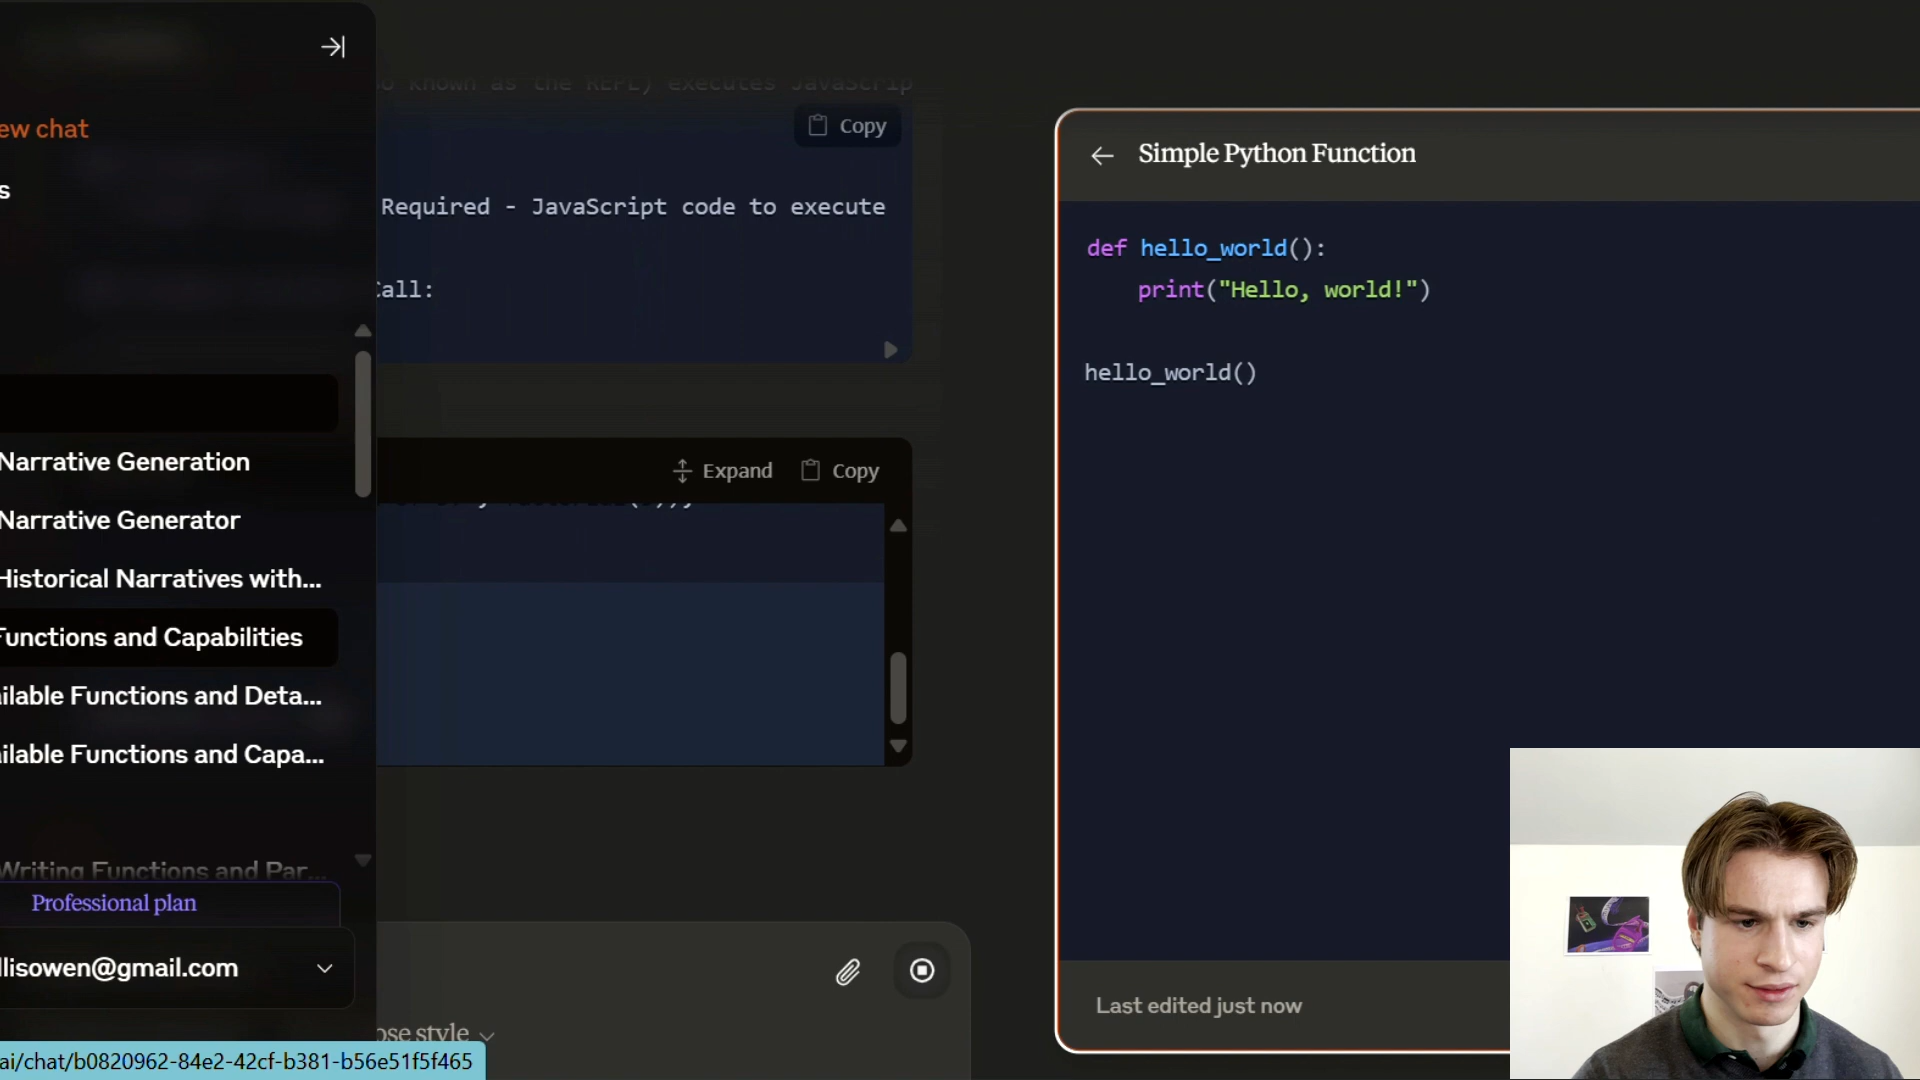 ew chat
s
Narrative Generation
Narrative Generator
Historical Narratives with...
Functions and Capabilities
ilable Functions and Deta...
ilable Functions and Capa...
Writing Functions and Par...
Professional plan
llisowen@gmail.com
ai/chat/b0820962-84e2-42cf-b381-b56e51f5f465
o known as the REPL) executes JavaScrip
Copy
Required - JavaScript code to execute
Call:
Expand
Copy
ose style
Simple Python Function
def hello_world():
print("Hello, world!")
hello_world()
Last edited just now